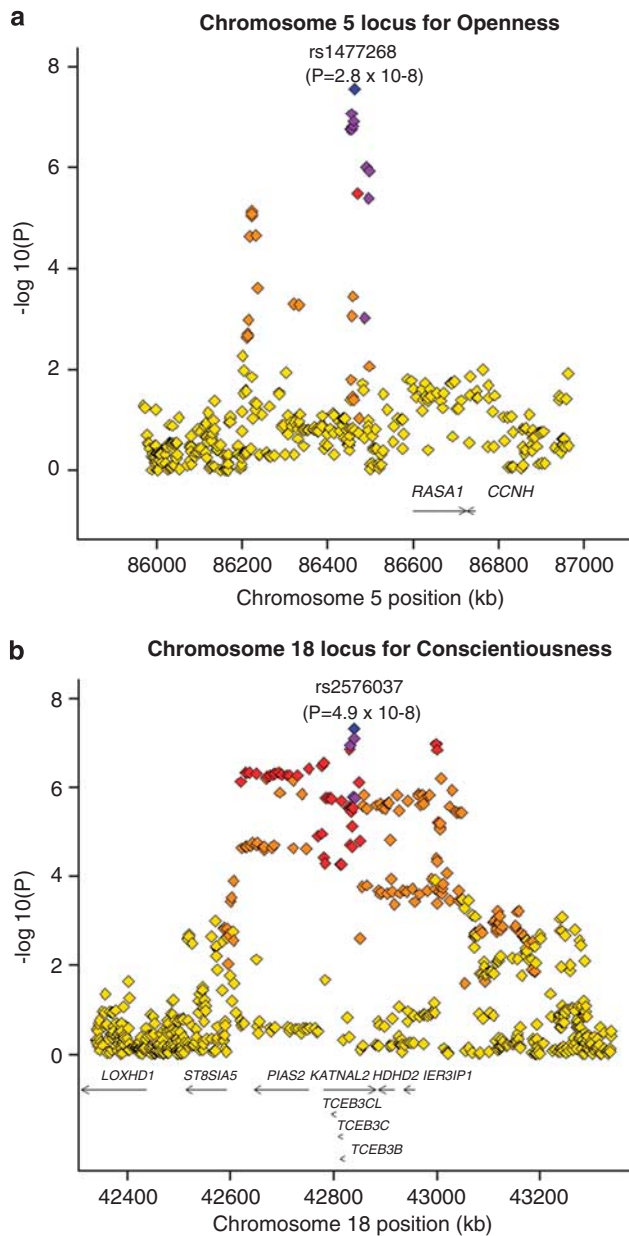 a
Chromosome 5 locus for Openness
rs1477268
(P=2.8 x 10-8)
8
6
4
2
0
-log 10(P)
RASA1 CCNH
86000 86200 86400 86600 86800 87000
Chromosome 5 position (kb)
b
Chromosome 18 locus for Conscientiousness
rs2576037
(P=4.9 x 10-8)
8
6
4
2
0
-log 10(P)
LOXHD1 ST8SIA5 PIAS2 KATNAL2 HDHD2 IER3IP1
TCEB3CL
TCEB3C
TCEB3B
42400 42600 42800 43000 43200
Chromosome 18 position (kb)